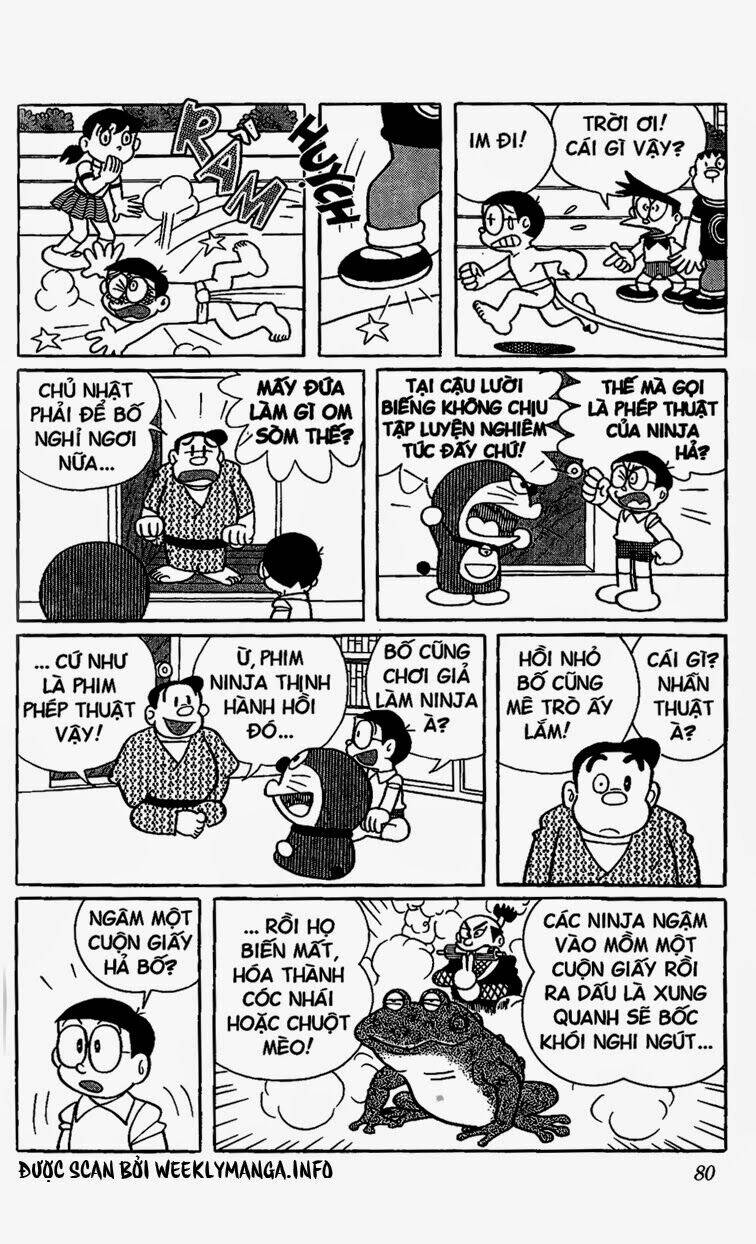 TRỜI ƠI!
CÁI GÌ VẬY?
IM ĐI!
HUỴCH
RẦM
THẾ MÀ GỌI
LÀ PHÉP THUẬT
CỦA NINJA
HẢ?
TẠI CẬU LƯỜI
BIẾNG KHÔNG CHỊU
TẬP LUYỆN NGHIÊM
TÚC ĐẤY CHỨ!
MẤY ĐỨA
LÀM GÌ OM
SÒM THẾ?
CHỦ NHẬT
PHẢI ĐỂ BỐ
NGHỈ NGƠI
NỮA...
CÁI GÌ?
NHẪN
THUẬT
À?
HỒI NHỎ
BỐ CŨNG
MÊ TRÒ ẤY
LẮM!
BỐ CŨNG
CHƠI GIẢ
LÀM NINJA
À?
Ừ, PHIM
NINJA THỊNH
HÀNH HỒI
ĐÓ...
... CỨ NHƯ
LÀ PHIM
PHÉP THUẬT
VẬY!
CÁC NINJA NGẬM
VÀO MỒM MỘT
CUỘN GIẤY RỒI
RA DẤU LÀ XUNG
QUANH SẼ BỐC
KHÓI NGHI NGÚT...
... RỒI HỌ
BIẾN MẤT,
HÓA THÀNH
CÓC NHÁI
HOẶC CHUỘT
MÈO!
NGÂM MỘT
CUỘN GIẤY
HẢ BỐ?
ĐƯỢC SCAN BỞI WEEKLYMANGA.INFO
80